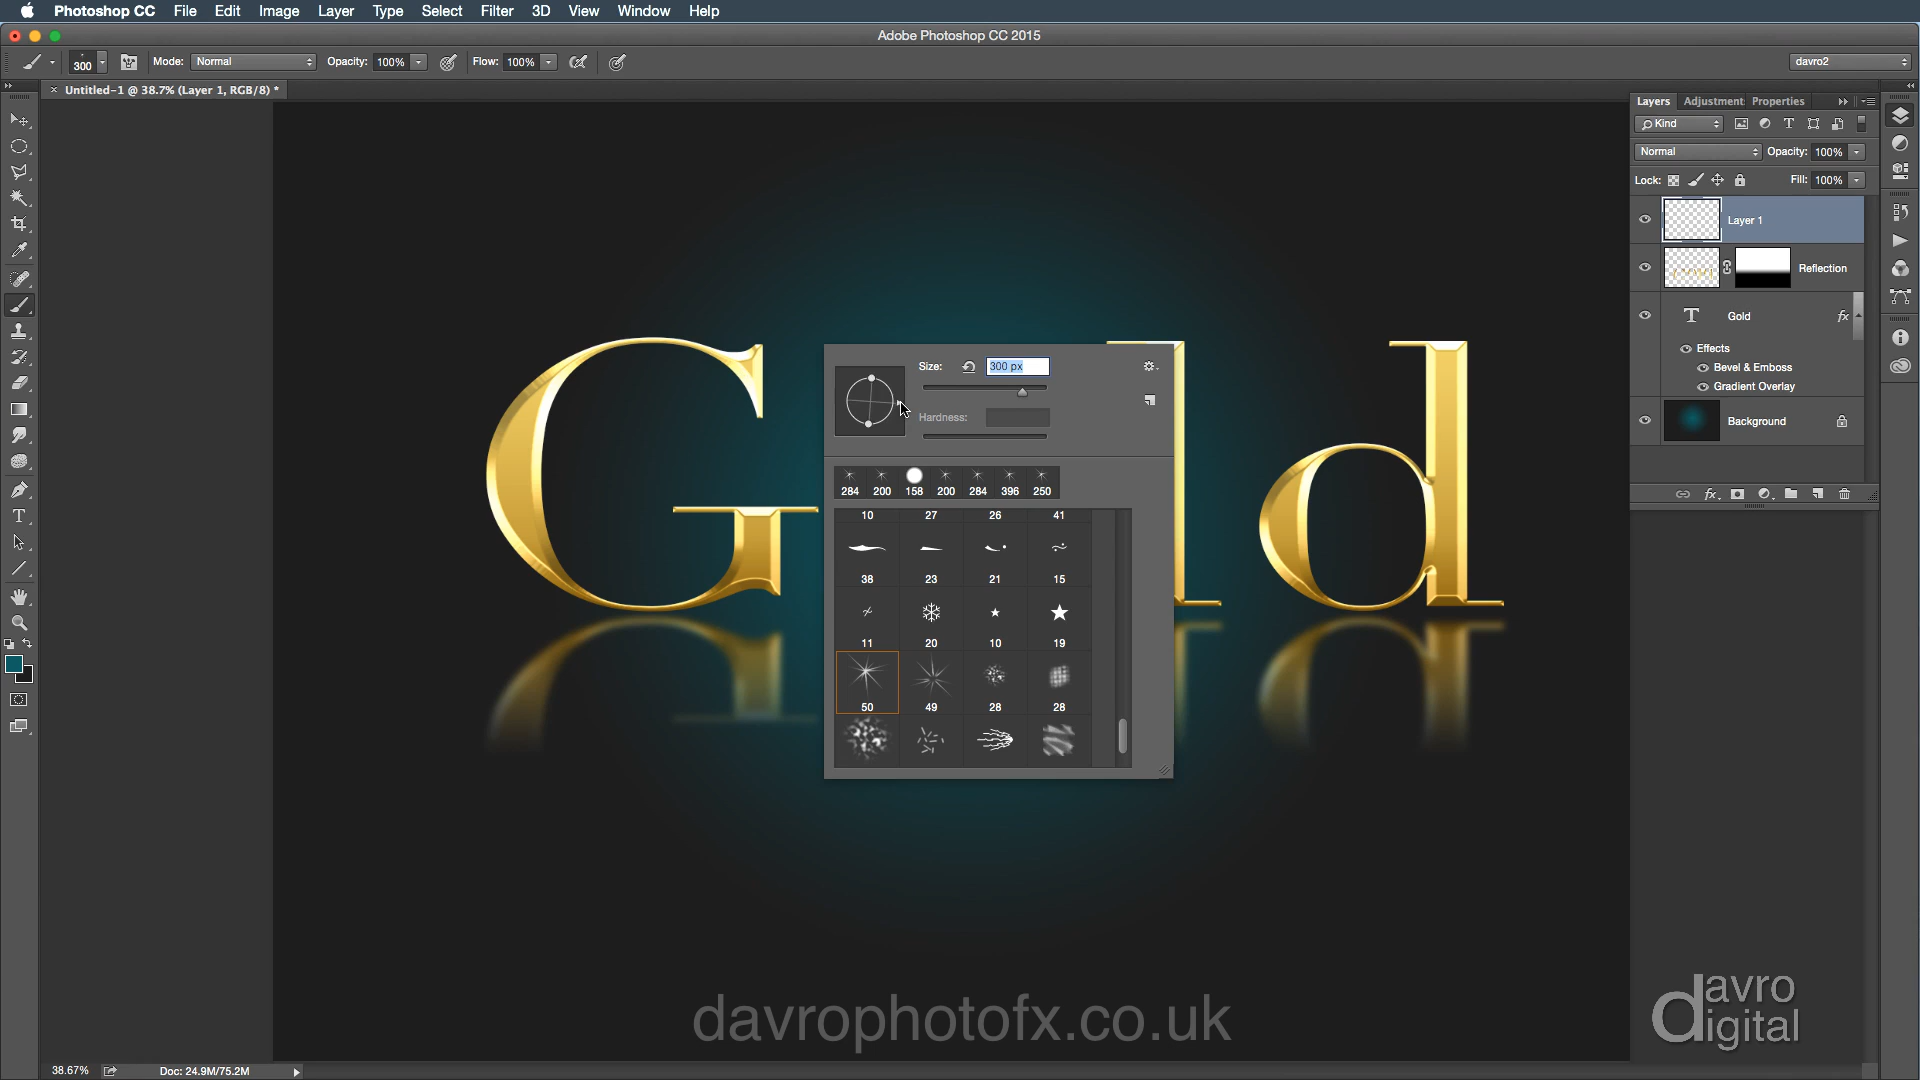 Photoshop CC File Edit Image Layer Type Select Filter 3D View Window Help
Adobe Photoshop CC 2015
300 Mode: Normal Opacity: 100% Flow: 100% davro2
× Untitled-1 @ 38.7% (Layer 1, RGB/8) *
Layers Adjustment Properties
Kind
Normal Opacity: 100%
Lock: Fill: 100%
Layer 1
Reflection
T Gold fx
Effects
Bevel & Emboss
Gradient Overlay
Background
G ld
Size: 300 px
Hardness:
284 200 158 200 284 396 250
10 27 26 41
38 23 21 15
11 20 10 19
50 49 28 28
davrophotofx.co.uk
davro
digital
38.67% Doc: 24.9M/75.2M